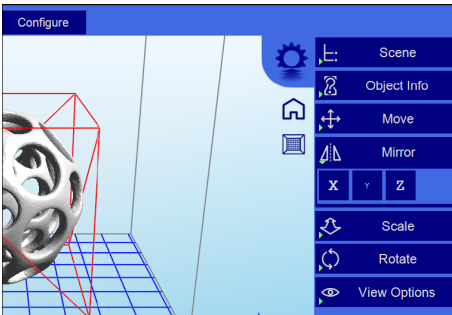 Configure
Scene
Object Info
Move
Mirror
X Y Z
Scale
Rotate
View Options